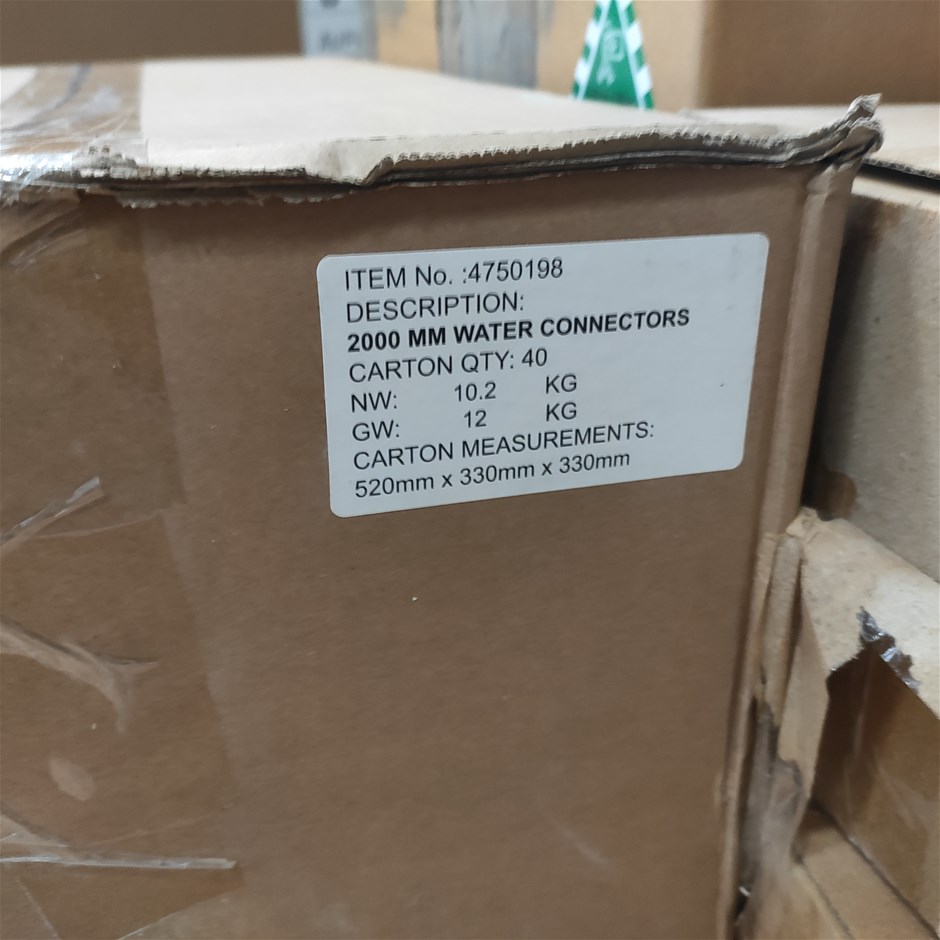 ITEM No. :4750198
DESCRIPTION:
2000 MM WATER CONNECTORS
CARTON QTY: 40
NW: 10.2 KG
GW: 12 KG
CARTON MEASUREMENTS:
520mm x 330mm x 330mm